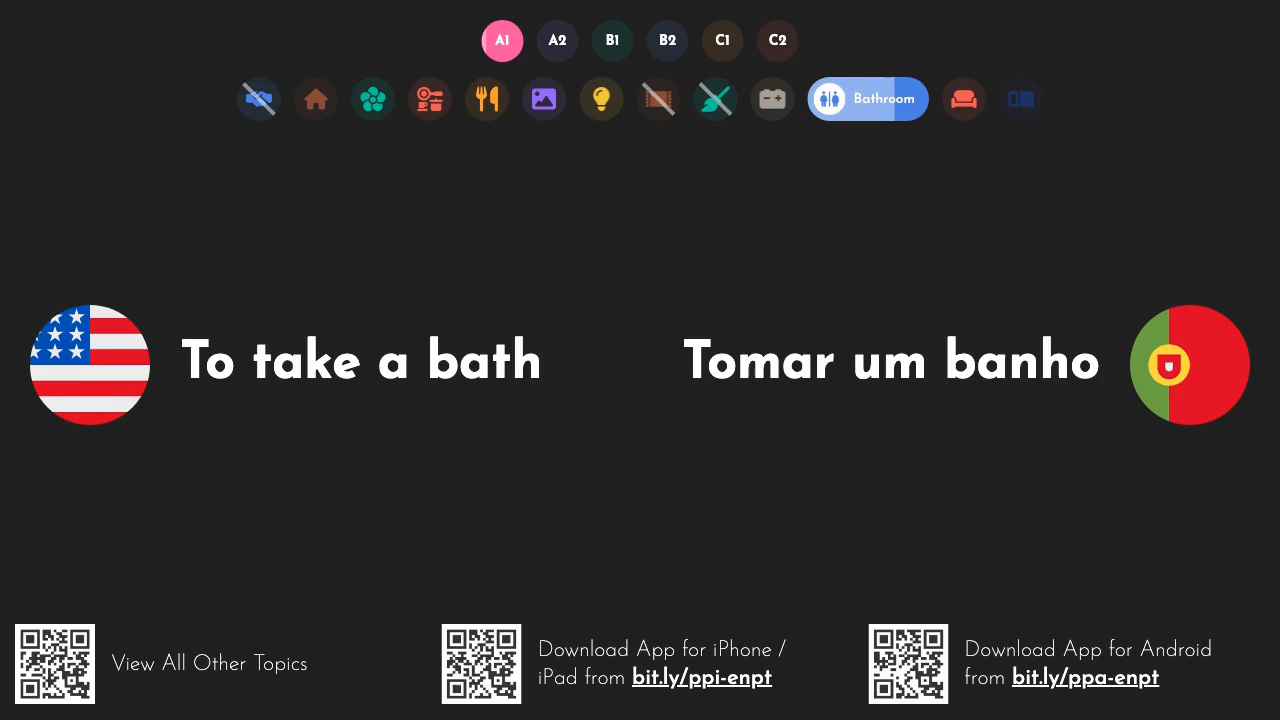 A1 A2 B1 B2 C1 C2
Bathroom
To take a bath
Tomar um banho
View All Other Topics
Download App for iPhone /
iPad from bit.ly/ppi-enpt
Download App for Android
from bit.ly/ppa-enpt